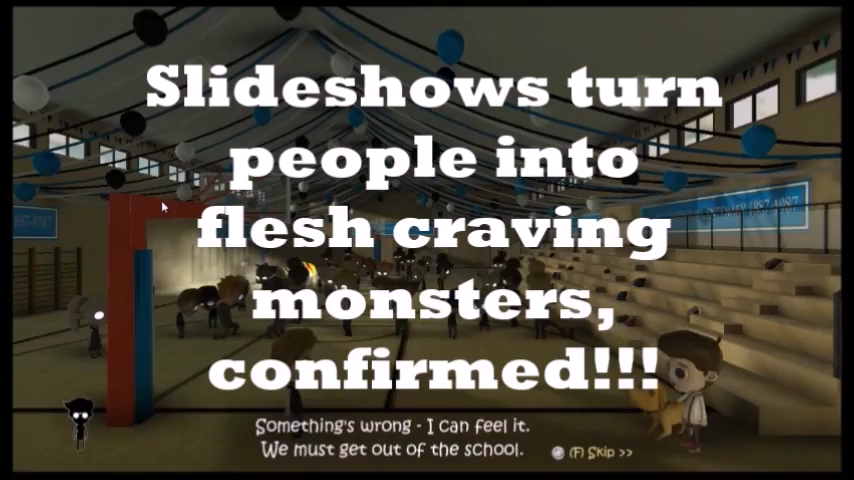 Slideshows turn
people into
flesh craving
monsters,
confirmed!!!
Something's wrong - I can feel it.
We must get out of the school.
(F) Skip >>